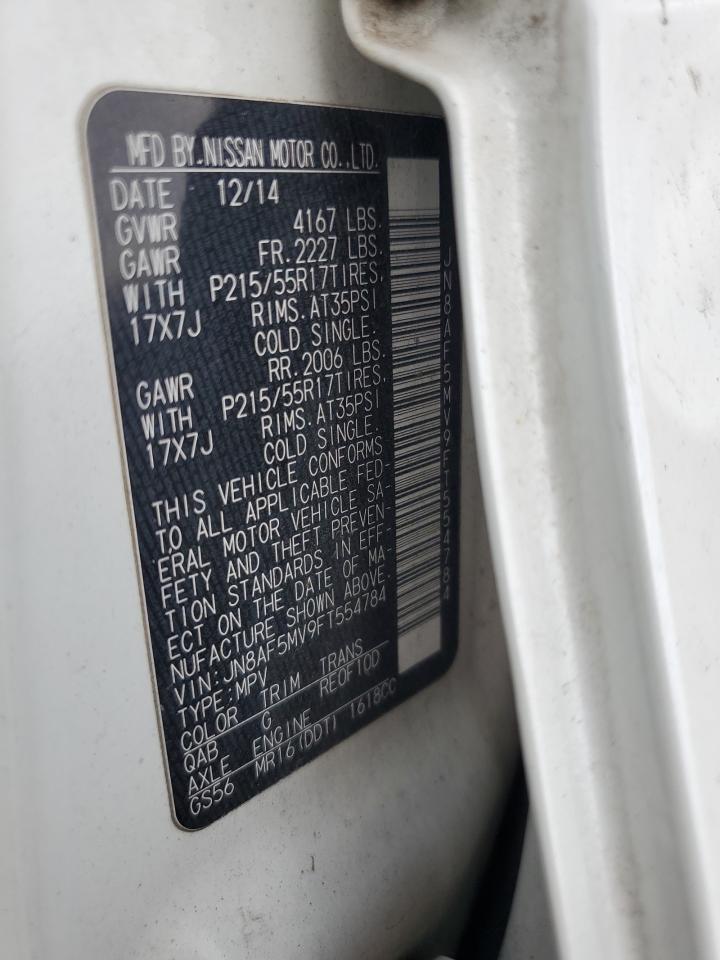 MFD BY.NISSAN MOTOR CO.,LTD.
DATE 12/14
GVWR 4167 LBS.
GAWR FR.2227 LBS.
WITH P215/55R17TIRES,
17X7J RIMS.AT35PSI
COLD SINGLE.
GAWR RR.2006 LBS.
WITH P215/55R17TIRES,
17X7J RIMS.AT35PSI
COLD SINGLE.
THIS VEHICLE CONFORMS
TO ALL APPLICABLE FED-
ERAL MOTOR VEHICLE SA-
FETY AND THEFT PREVEN-
TION STANDARDS IN EFF-
ECT ON THE DATE OF MA-
NUFACTURE SHOWN ABOVE.
VIN:JN8AF5MV9FT554784
TYPE:MPV
COLOR TRIM TRANS
QAB G RE0F10D
AXLE ENGINE
GS56 MR16(DDT) 1618CC
JN8AF5MV9FT554784